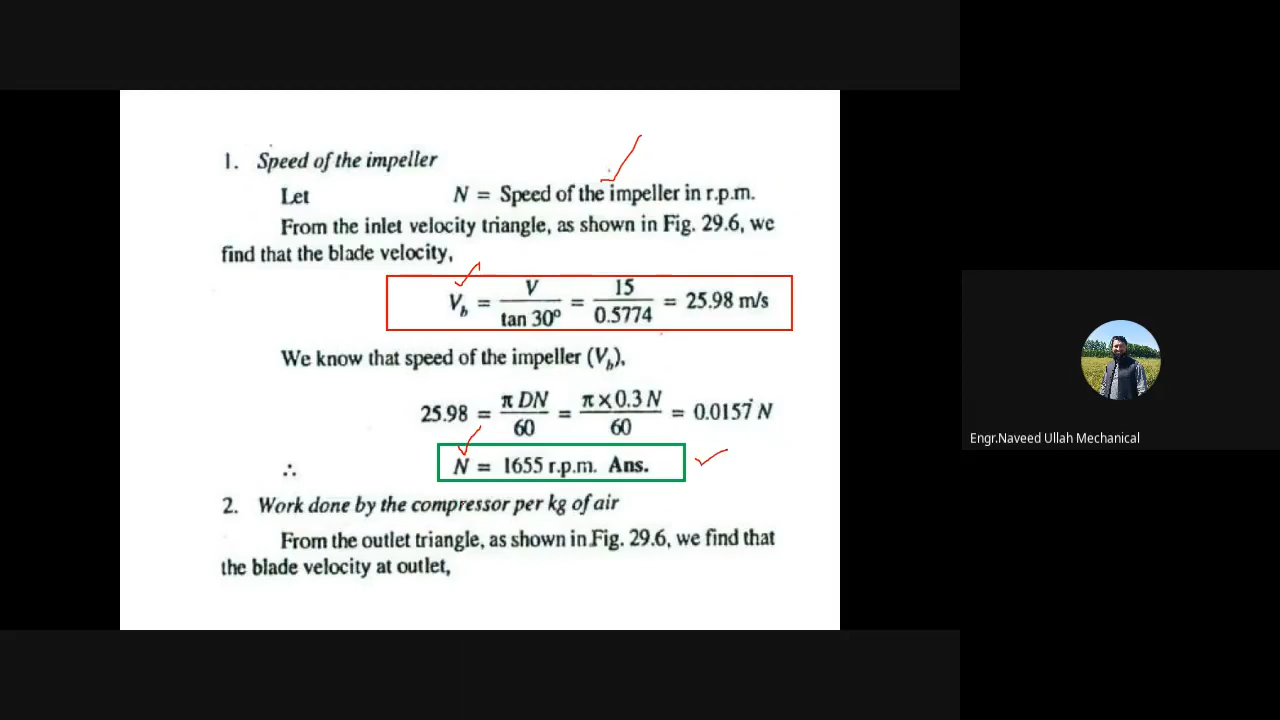 1. Speed of the impeller
Let N = Speed of the impeller in r.p.m.
From the inlet velocity triangle, as shown in Fig. 29.6, we
find that the blade velocity,
V_b = V / tan 30° = 15 / 0.5774 = 25.98 m/s
We know that speed of the impeller (V_b),
25.98 = π DN / 60 = π × 0.3 N / 60 = 0.0157 N
∴ N = 1655 r.p.m. Ans.
2. Work done by the compressor per kg of air
From the outlet triangle, as shown in Fig. 29.6, we find that
the blade velocity at outlet,
Engr.Naveed Ullah Mechanical